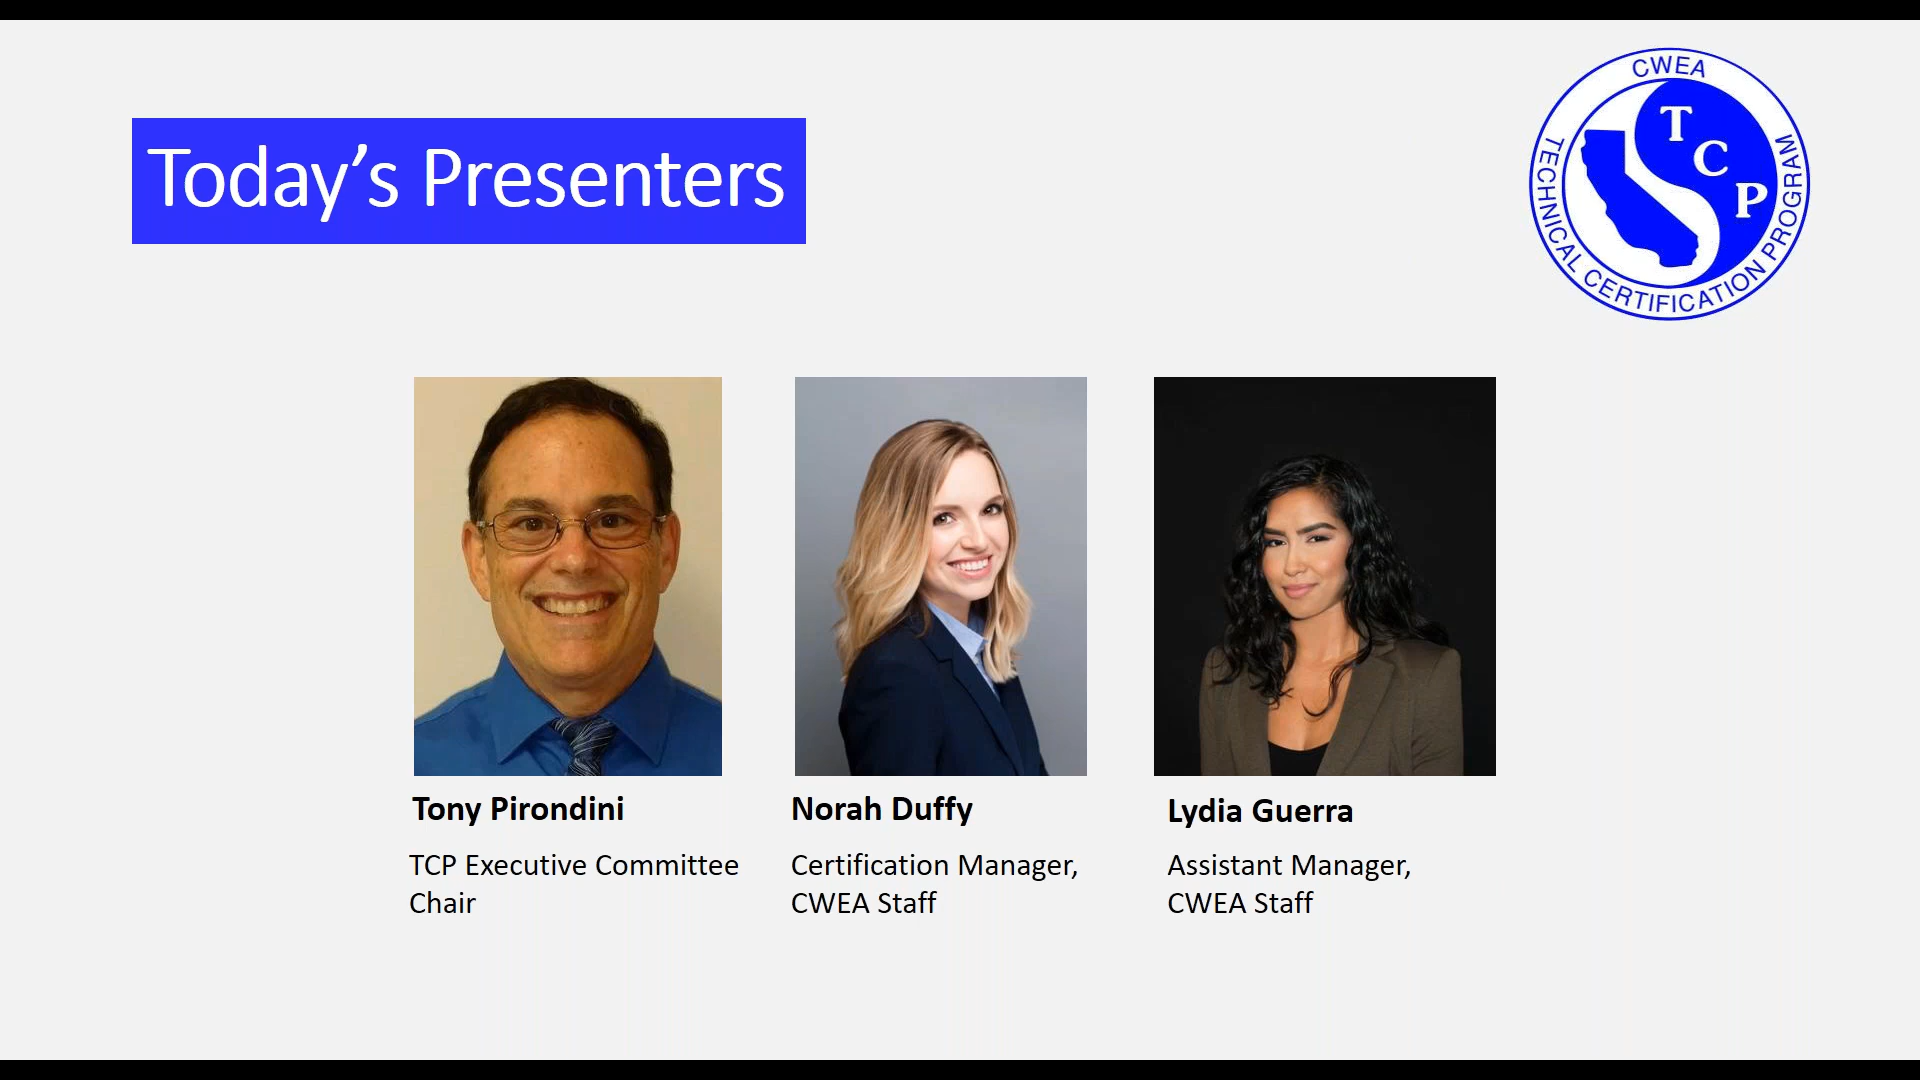 Today’s Presenters
CWEA
TECHNICAL CERTIFICATION PROGRAM
T
C
P
Tony Pirondini
TCP Executive Committee
Chair
Norah Duffy
Certification Manager,
CWEA Staff
Lydia Guerra
Assistant Manager,
CWEA Staff